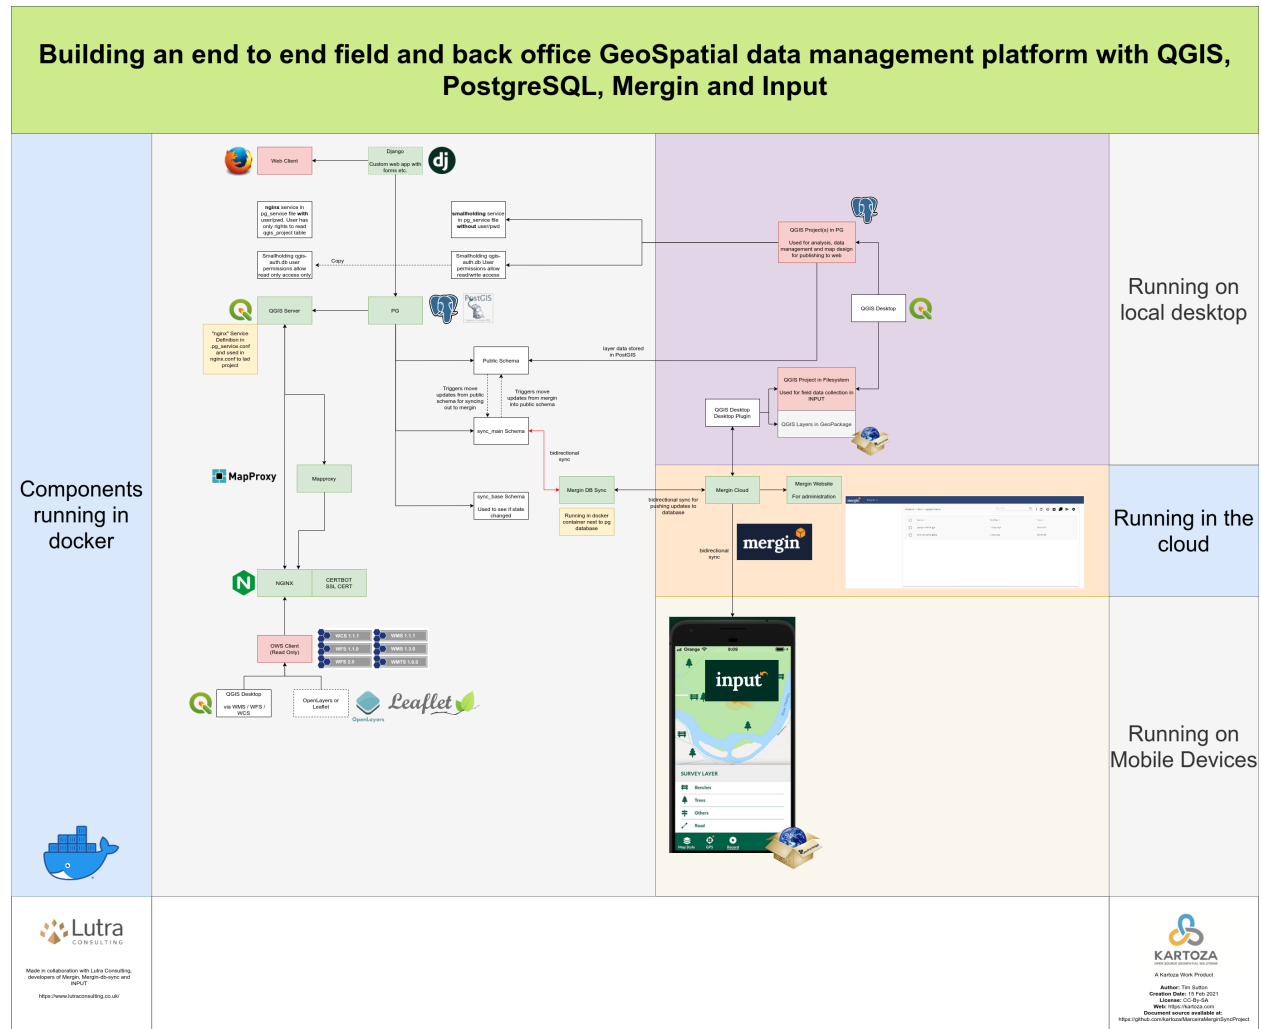 Building an end to end field and back office GeoSpatial data management platform with QGIS,
PostgreSQL, Mergin and Input
Components
running in
docker
Web Client
Django
Custom web app with
forms etc.
dj
nginx service in
pg_service file with
user/pwd. User has
only rights to read
qgis_project table
smallholding service
in pg_service file
without user/pwd
Smallholding qgis-
auth.db user
permissions allow
read only access only
Copy
Smallholding qgis-
auth.db User
permissions allow
read/write access
QGIS Server
PG
PostGIS
"nginx" Service
Definition in
.pg_service.conf
and used in
nginx.conf to lad
project
Public Schema
layer data stored
in PostGIS
Triggers move
updates from public
schema for syncing
out to mergin
Triggers move
updates from mergin
into public schema
sync_main Schema
bidirectional
sync
MapProxy
Mapproxy
sync_base Schema
Used to see if state
changed
Mergin DB Sync
Running in docker
container next to pg
database
NGINX
CERTBOT
SSL CERT
OWS Client
(Read Only)
WCS 1.1.1
WMS 1.1.1
WFS 1.1.0
WMS 1.3.0
WFS 2.0
WMTS 1.0.0
QGIS Desktop
via WMS / WFS /
WCS
OpenLayers or
Leaflet
OpenLayers
Leaflet
QGIS Project(s) in PG
Used for analysis, data
management and map design
for publishing to web
QGIS Desktop
QGIS Project in Filesystem
Used for field data collection in
INPUT
QGIS Layers in GeoPackage
QGIS Desktop
Desktop Plugin
Running on
local desktop
bidirectional sync for
pushing updates to
database
Mergin Cloud
Mergin Website
For administration
mergin
bidirectional
sync
Running in the
cloud
Orange
input
SURVEY LAYER
Benches
Trees
Others
Road
Map Data
GPS
Record
Running on
Mobile Devices
Lutra
CONSULTING
Made in collaboration with Lutra Consulting,
developers of Mergin, Mergin-db-sync and
INPUT
https://www.lutraconsulting.co.uk/
KARTOZA
OPEN SOURCE GEOSPATIAL SOLUTIONS
A Kartoza Work Product
Author: Tim Sutton
Creation Date: 15 Feb 2021
License: CC-By-SA
Web: https://kartoza.com
Document source available at:
https://github.com/kartoza/MarceiraMerginSyncProject